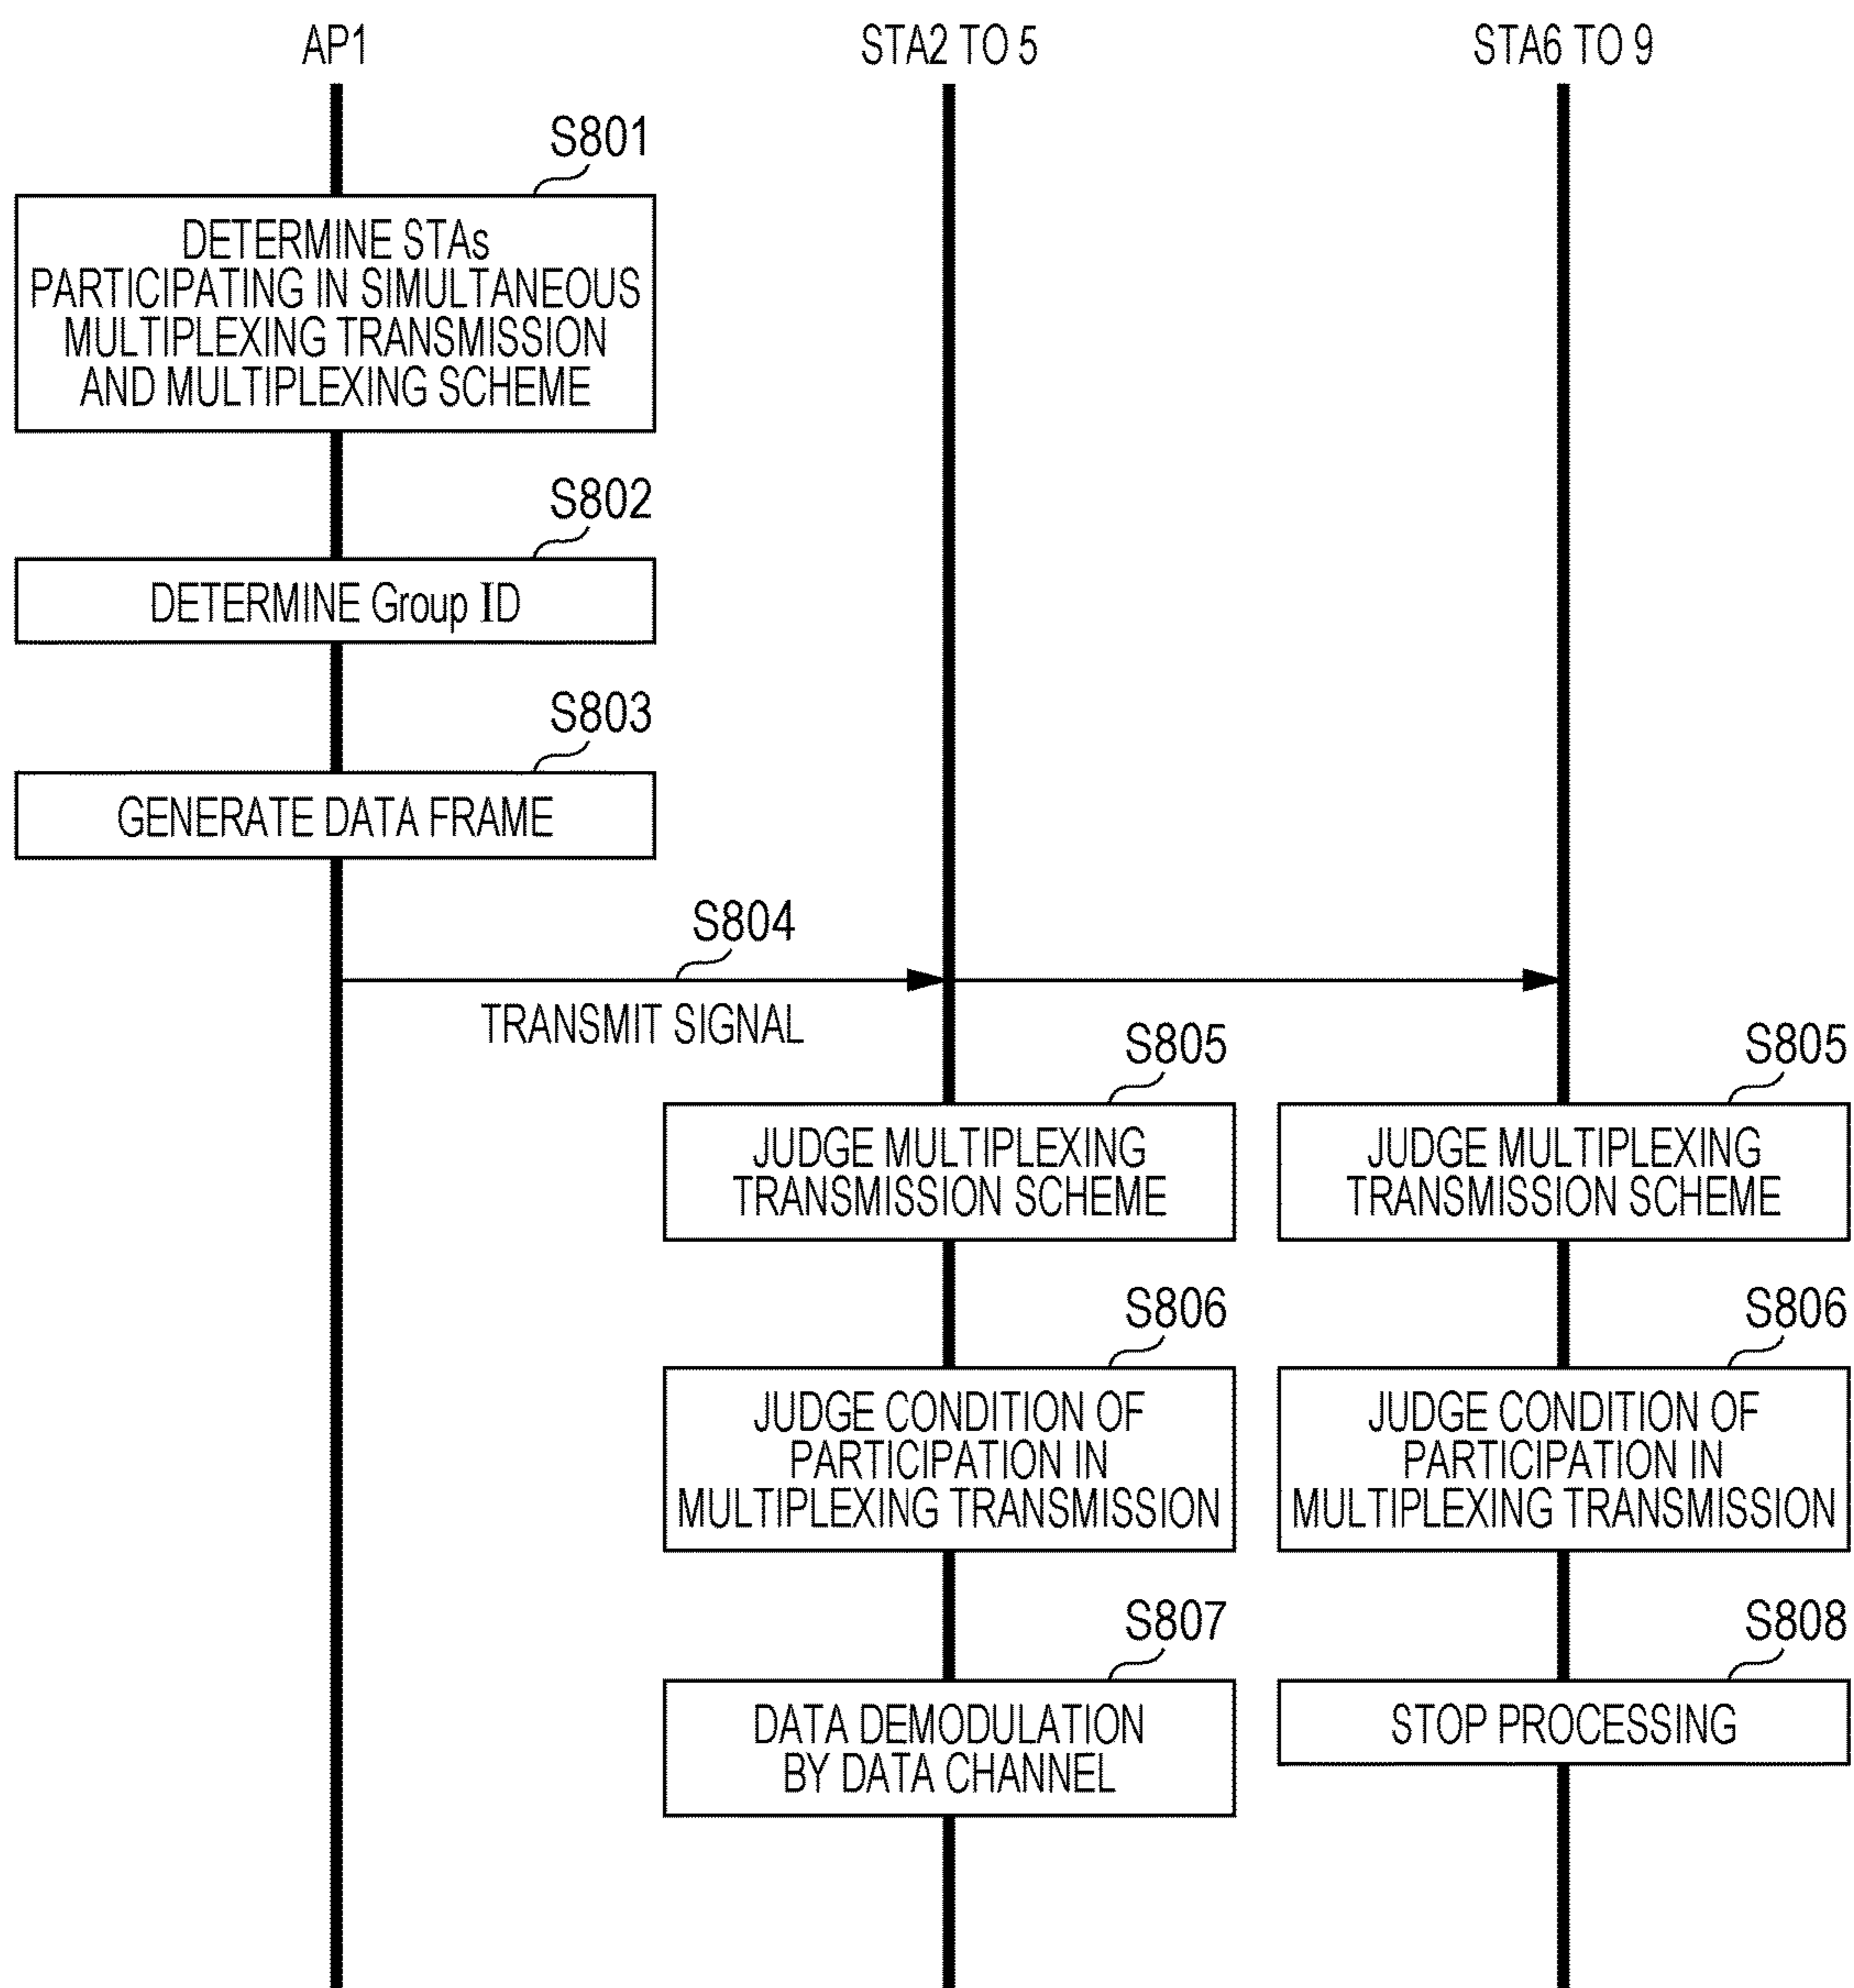 AP1
STA2 TO 5
STA6 TO 9
S801
DETERMINE STAs
PARTICIPATING IN SIMULTANEOUS
MULTIPLEXING TRANSMISSION
AND MULTIPLEXING SCHEME
S802
DETERMINE Group ID
S803
GENERATE DATA FRAME
S804
TRANSMIT SIGNAL
S805
JUDGE MULTIPLEXING
TRANSMISSION SCHEME
S805
JUDGE MULTIPLEXING
TRANSMISSION SCHEME
S806
JUDGE CONDITION OF
PARTICIPATION IN
MULTIPLEXING TRANSMISSION
S806
JUDGE CONDITION OF
PARTICIPATION IN
MULTIPLEXING TRANSMISSION
S807
DATA DEMODULATION
BY DATA CHANNEL
S808
STOP PROCESSING